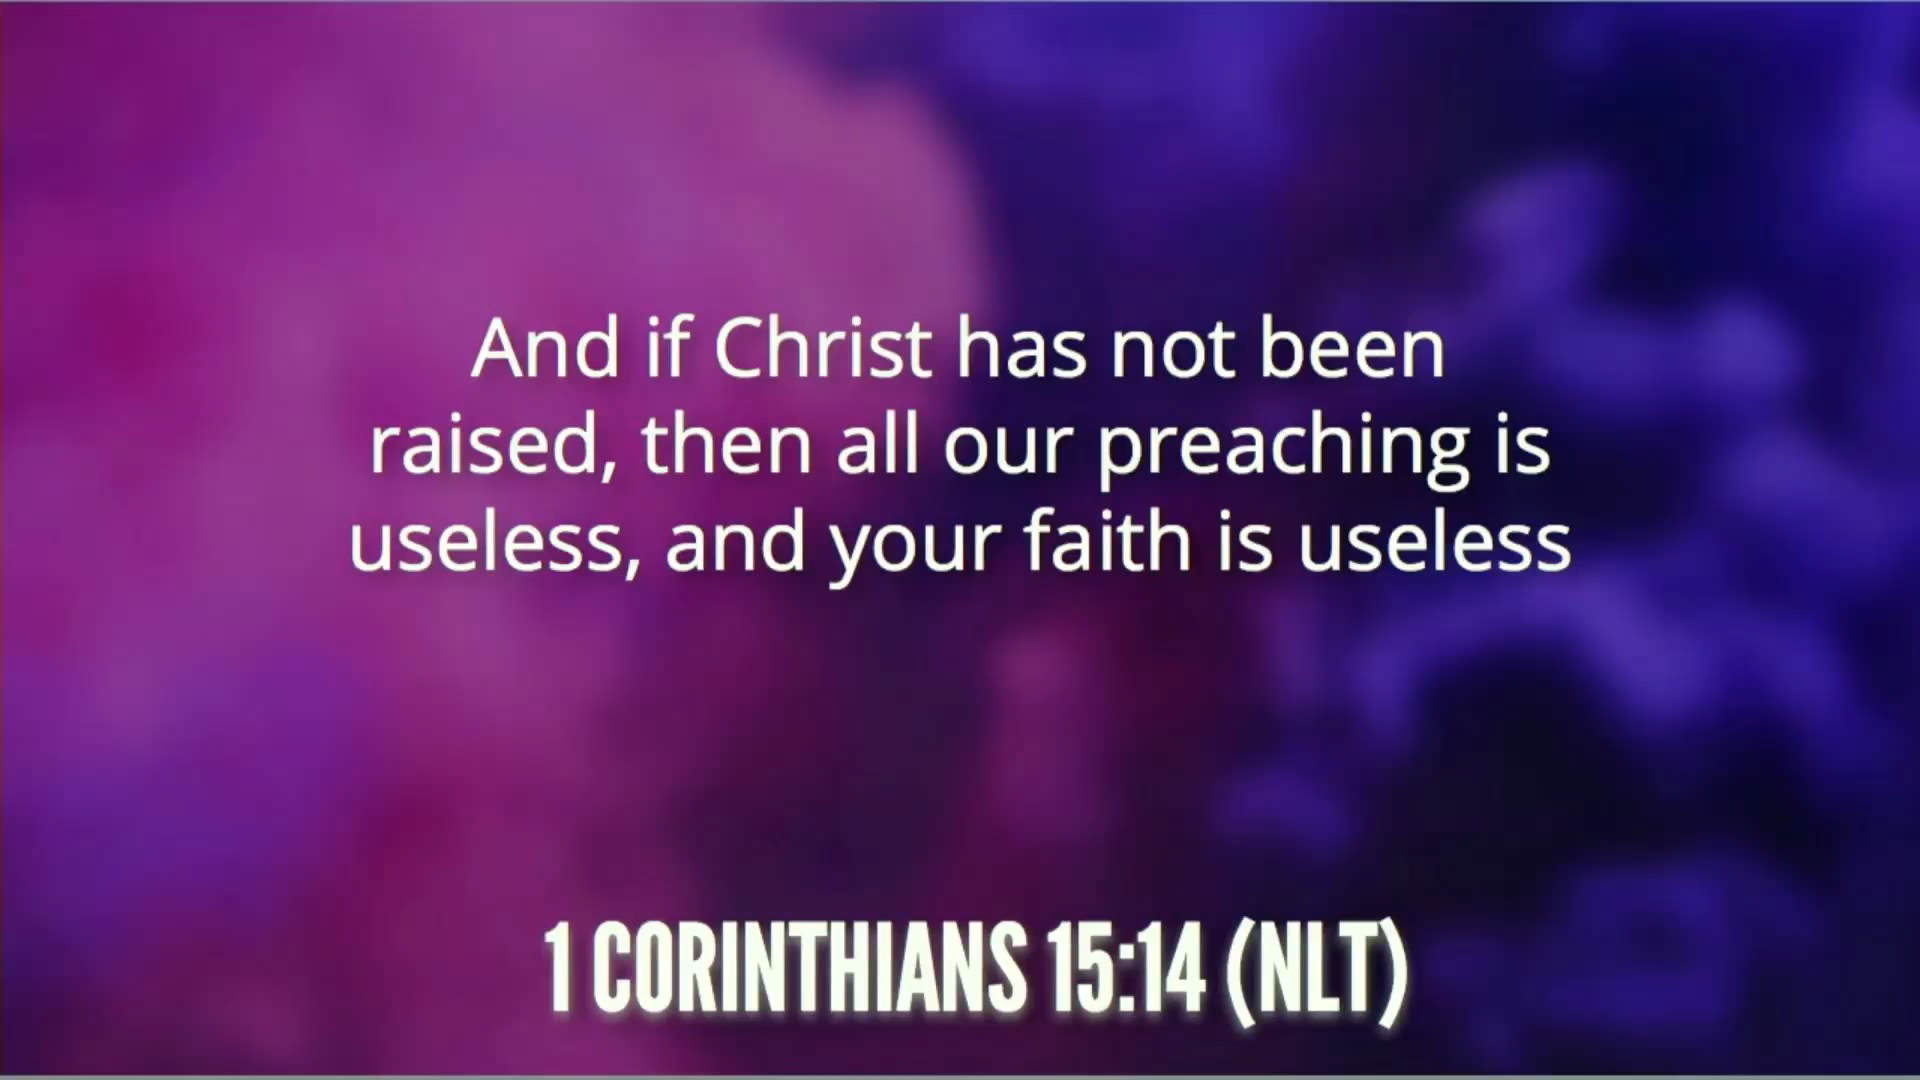 And if Christ has not been
raised, then all our preaching is
useless, and your faith is useless
1 CORINTHIANS 15:14 (NLT)